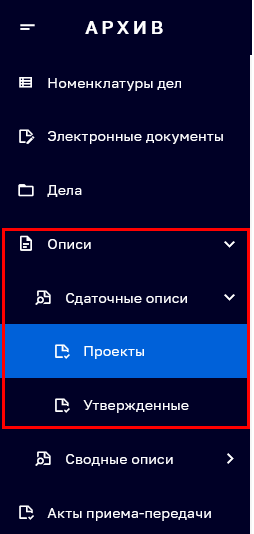 АРХИВ
Номенклатуры дел
Электронные документы
Дела
Описи
Сдаточные описи
Проекты
Утвержденные
Сводные описи
Акты приема-передачи